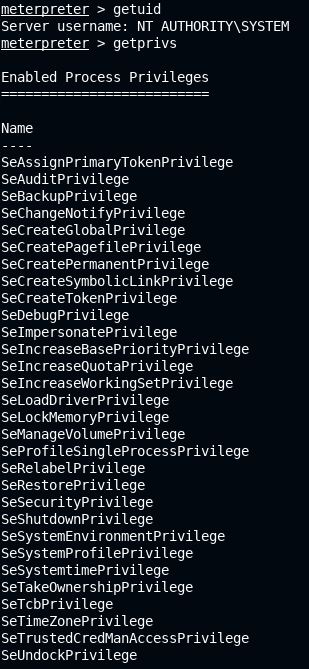 meterpreter > getuid
Server username: NT AUTHORITY\SYSTEM
meterpreter > getprivs
Enabled Process Privileges
==========================
Name
----
SeAssignPrimaryTokenPrivilege
SeAuditPrivilege
SeBackupPrivilege
SeChangeNotifyPrivilege
SeCreateGlobalPrivilege
SeCreatePagefilePrivilege
SeCreatePermanentPrivilege
SeCreateSymbolicLinkPrivilege
SeCreateTokenPrivilege
SeDebugPrivilege
SeImpersonatePrivilege
SeIncreaseBasePriorityPrivilege
SeIncreaseQuotaPrivilege
SeIncreaseWorkingSetPrivilege
SeLoadDriverPrivilege
SeLockMemoryPrivilege
SeManageVolumePrivilege
SeProfileSingleProcessPrivilege
SeRelabelPrivilege
SeRestorePrivilege
SeSecurityPrivilege
SeShutdownPrivilege
SeSystemEnvironmentPrivilege
SeSystemProfilePrivilege
SeSystemtimePrivilege
SeTakeOwnershipPrivilege
SeTcbPrivilege
SeTimeZonePrivilege
SeTrustedCredManAccessPrivilege
SeUndockPrivilege